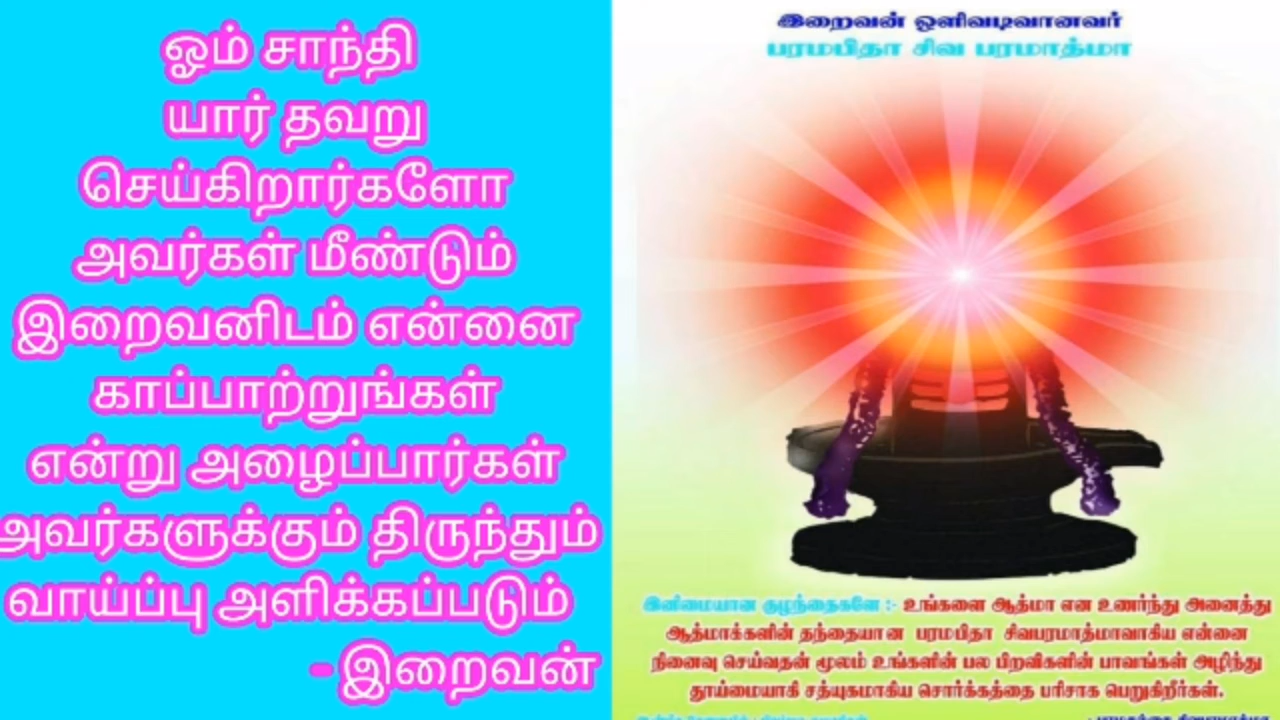 ஓம் சாந்தி
யார் தவறு
செய்கிறார்களோ
அவர்கள் மீண்டும்
இறைவனிடம் என்னை
காப்பாற்றுங்கள்
என்று அழைப்பார்கள்
அவர்களுக்கும் திருந்தும்
வாய்ப்பு அளிக்கப்படும்
-இறைவன்
இறைவன் ஒளிவடிவானவர்
பரமபிதா சிவ பரமாத்மா
இனிமையான குழந்தைகளே :- உங்களை ஆத்மா என உணர்ந்து அனைத்து
ஆத்மாக்களின் தந்தையான பரமபிதா சிவபரமாத்மாவாகிய என்னை
நினைவு செய்வதன் மூலம் உங்களின் பல பிறவிகளின் பாவங்கள் அழிந்து
தூய்மையாகி சத்யுகமாகிய சொர்க்கத்தை பரிசாக பெறுகிறீர்கள்.